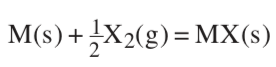 M(s) + ½X₂(g) = MX(s)